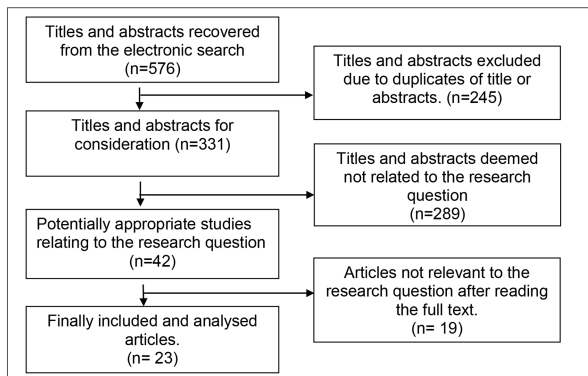 Titles and abstracts recovered
from the electronic search
(n=576)
Titles and abstracts excluded
due to duplicates of title or
abstracts. (n=245)
Titles and abstracts for
consideration (n=331)
Titles and abstracts deemed
not related to the research
question
(n=289)
Potentially appropriate studies
relating to the research question
(n=42)
Articles not relevant to the
research question after reading
the full text.
(n= 19)
Finally included and analysed
articles.
(n= 23)